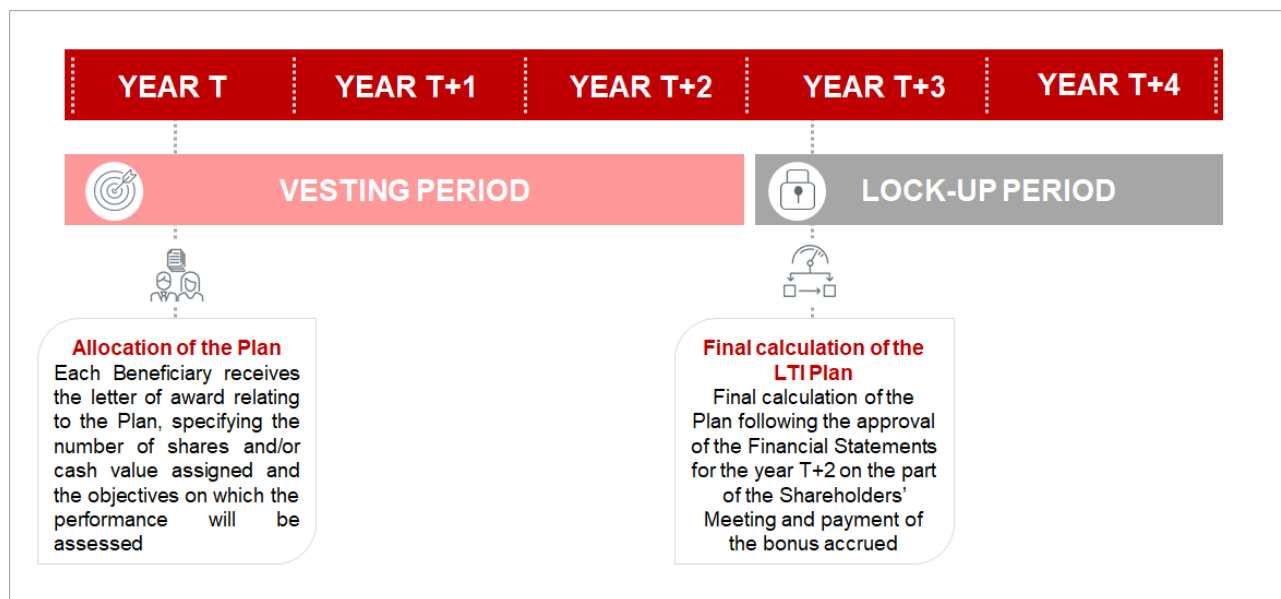 YEAR T
YEAR T+1
YEAR T+2
YEAR T+3
YEAR T+4
VESTING PERIOD
LOCK-UP PERIOD
Allocation of the Plan
Each Beneficiary receives
the letter of award relating
to the Plan, specifying the
number of shares and/or
cash value assigned and
the objectives on which the
performance will be
assessed
Final calculation of the
LTI Plan
Final calculation of the
Plan following the approval
of the Financial Statements
for the year T+2 on the part
of the Shareholders’
Meeting and payment of
the bonus accrued